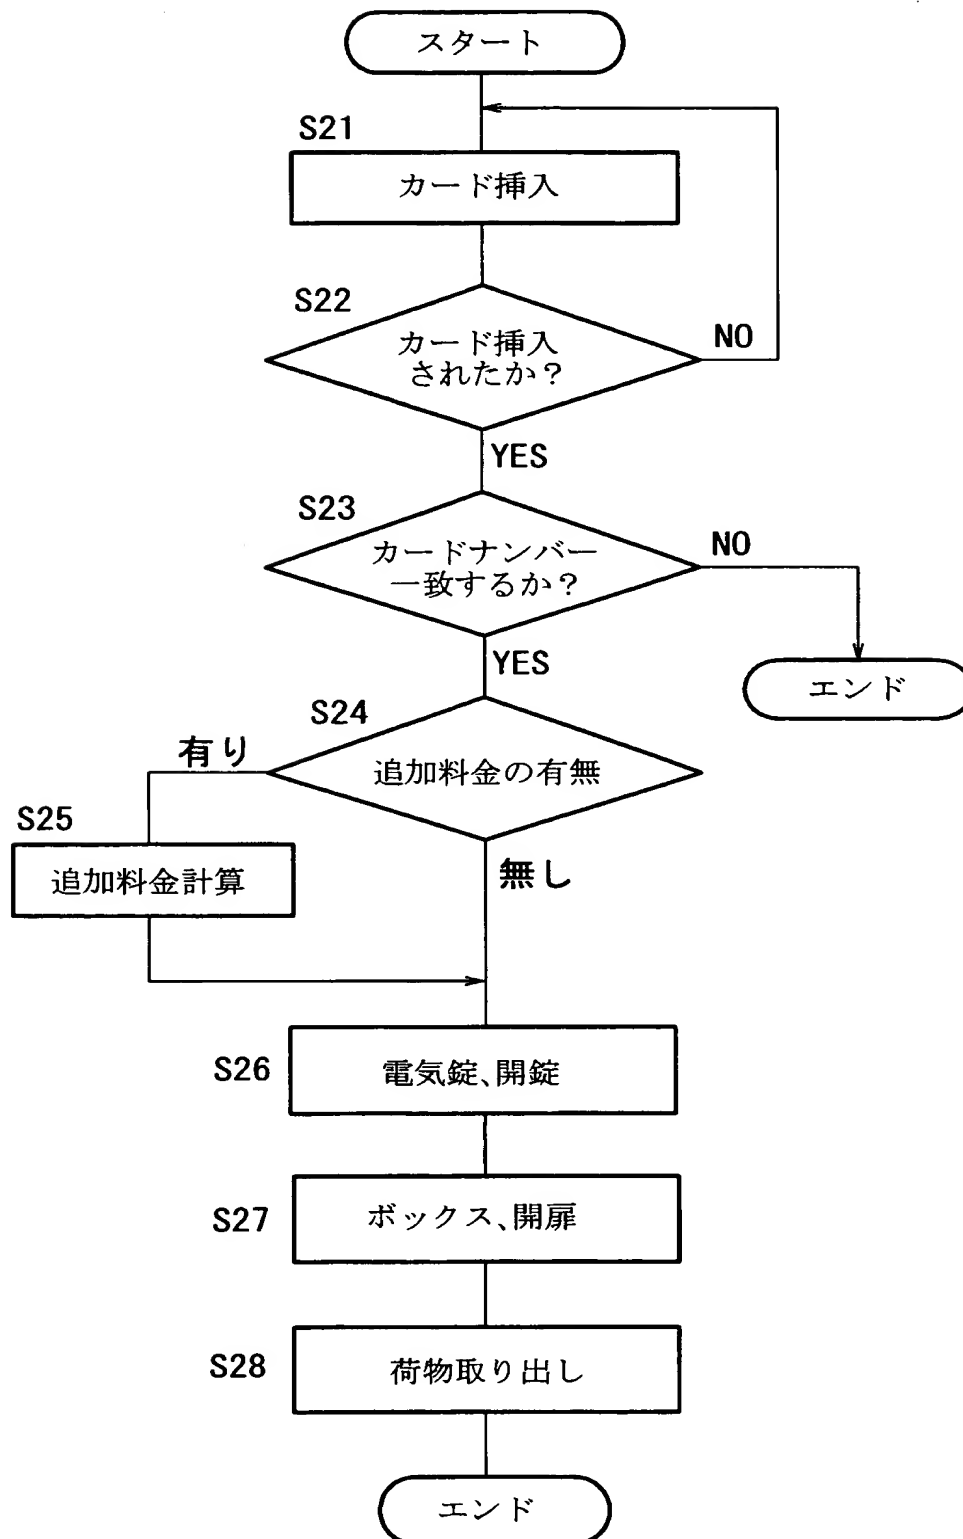 スタート
S21
カード挿入
S22
カード挿入
されたか?
NO
YES
S23
カードナンバー
一致するか?
NO
YES
エンド
S24
有り
追加料金の有無
S25
追加料金計算
無し
S26
電気錠、開錠
S27
ボックス、開扉
S28
荷物取り出し
エンド